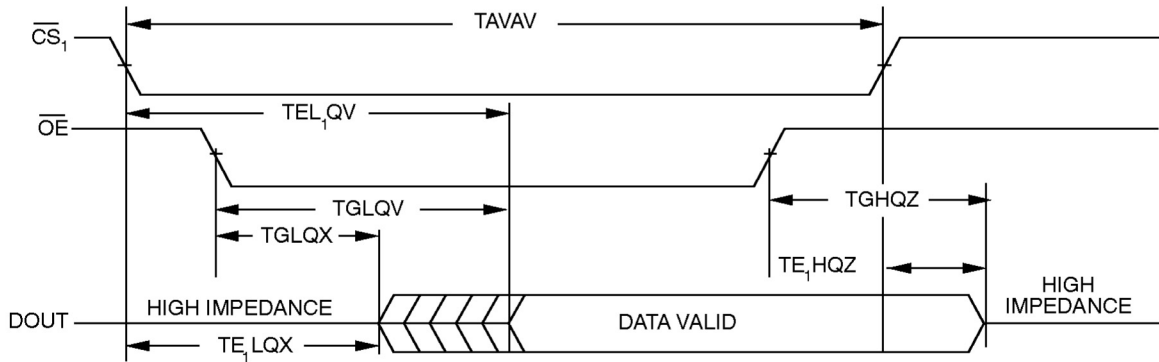 TAVAV
CS₁
TEL₁QV
OE
TGLQV
TGHQZ
TGLQX
TE₁HQZ
HIGH IMPEDANCE
HIGH IMPEDANCE
DOUT
DATA VALID
TE₁LQX